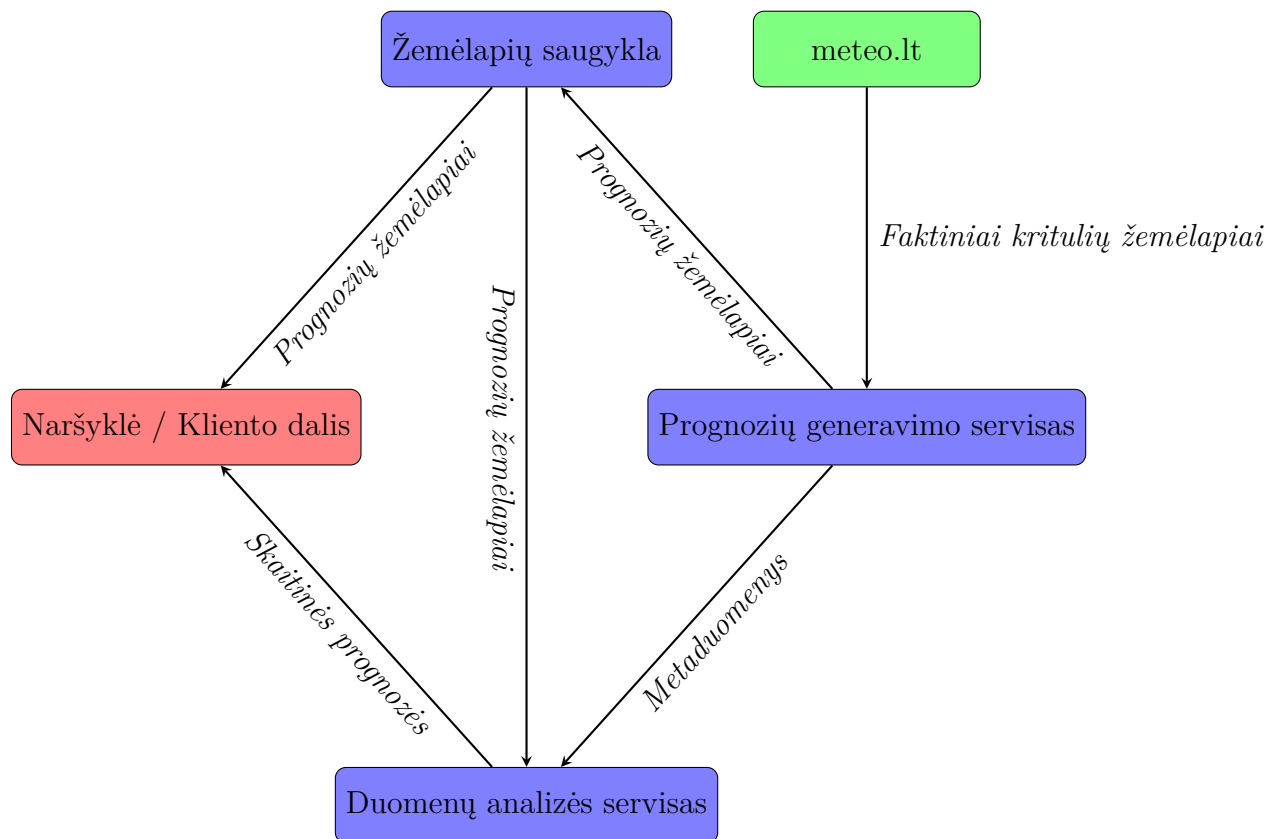 Žemėlapių saugykla
meteo.lt
Prognozių žemėlapiai
Prognozių žemėlapiai
Prognozių žemėlapiai
Faktiniai kritulių žemėlapiai
Naršyklė / Kliento dalis
Prognozių generavimo servisas
Skaitinės prognozės
Metaduomenys
Duomenų analizės servisas